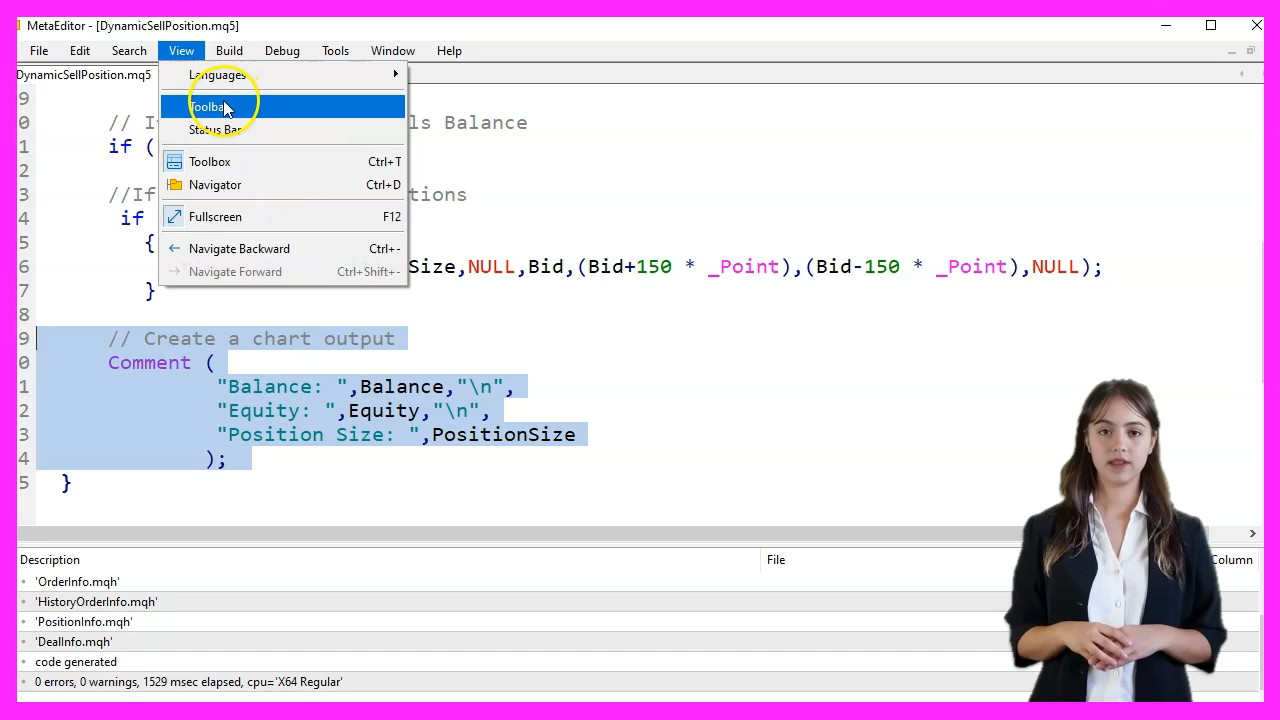 MetaEditor - [DynamicSellPosition.mq5]
File Edit Search View Build Debug Tools Window Help
DynamicSellPosition.mq5
Languages
Toolba
Status Bar
Toolbox Ctrl+T
Navigator Ctrl+D
Fullscreen F12
Navigate Backward Ctrl+-
Navigate Forward Ctrl+Shift+-
9
0 // I ls Balance
1 if (
2
3 //If tions
4 if
5 {
6 Size,NULL,Bid,(Bid+150 * _Point),(Bid-150 * _Point),NULL);
7 }
8
9 // Create a chart output
0 Comment (
1 "Balance: ",Balance,"\n",
2 "Equity: ",Equity,"\n",
3 "Position Size: ",PositionSize
4 );
5 }
Description File Column
'OrderInfo.mqh'
'HistoryOrderInfo.mqh'
'PositionInfo.mqh'
'DealInfo.mqh'
code generated
0 errors, 0 warnings, 1529 msec elapsed, cpu='X64 Regular'